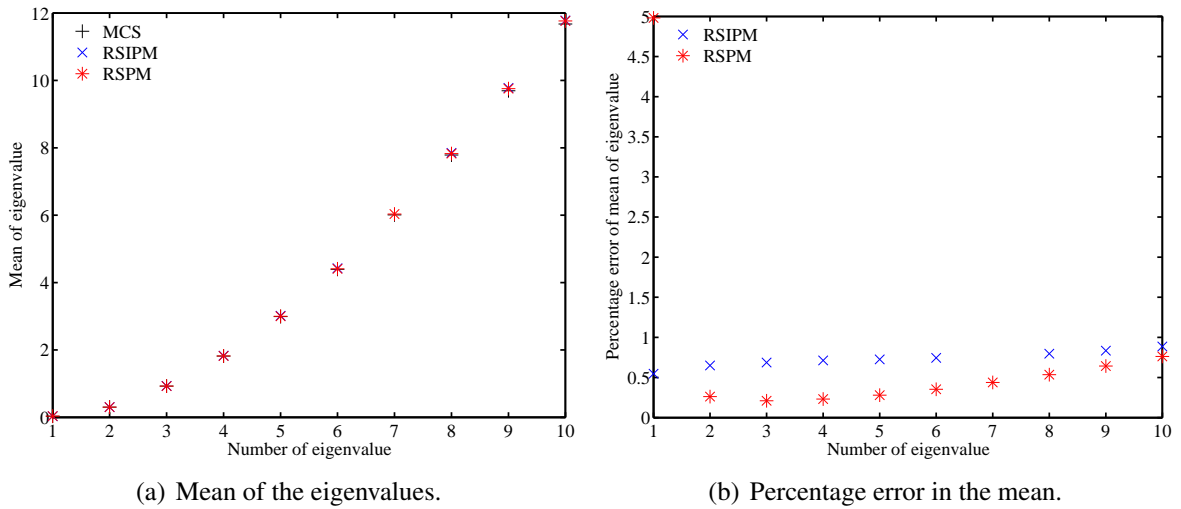 12
10
8
6
4
2
0
Mean of eigenvalue
MCS
RSIPM
RSPM
1 2 3 4 5 6 7 8 9 10
Number of eigenvalue
(a) Mean of the eigenvalues.
5
4.5
4
3.5
3
2.5
2
1.5
1
0.5
0
Percentage error of mean of eigenvalue
RSIPM
RSPM
1 2 3 4 5 6 7 8 9 10
Number of eigenvalue
(b) Percentage error in the mean.